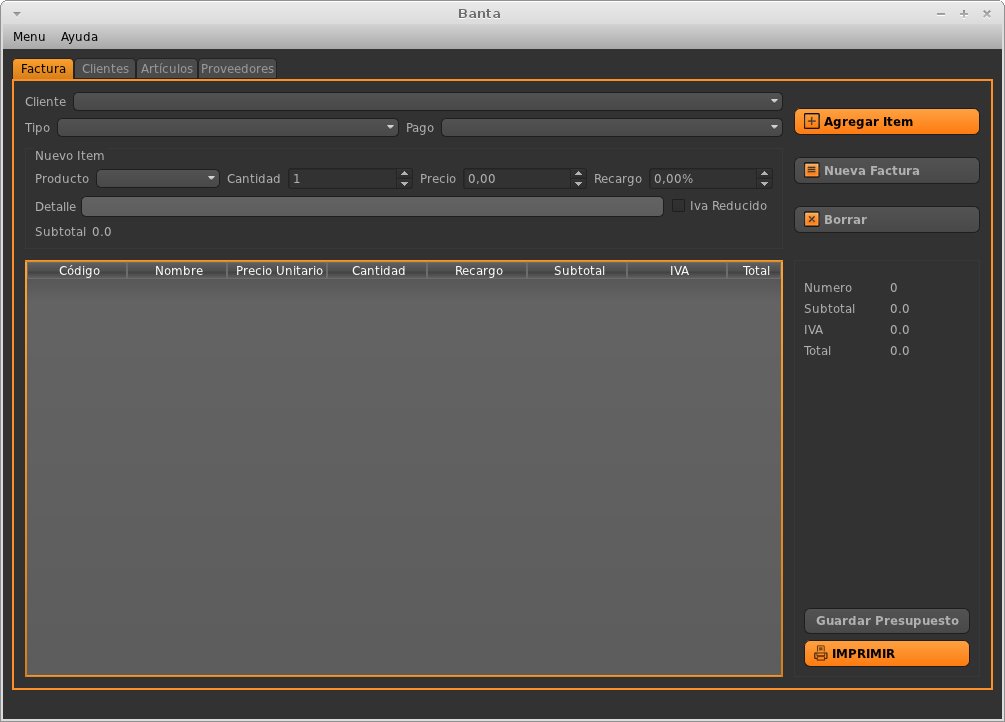 Banta
Menu Ayuda
Factura Clientes Artículos Proveedores
Cliente
Tipo Pago
Agregar Item
Nuevo Item
Producto Cantidad 1 Precio 0,00 Recargo 0,00%
Nueva Factura
Detalle Iva Reducido
Borrar
Subtotal 0.0
Código Nombre Precio Unitario Cantidad Recargo Subtotal IVA Total
Numero 0
Subtotal 0.0
IVA 0.0
Total 0.0
Guardar Presupuesto
IMPRIMIR